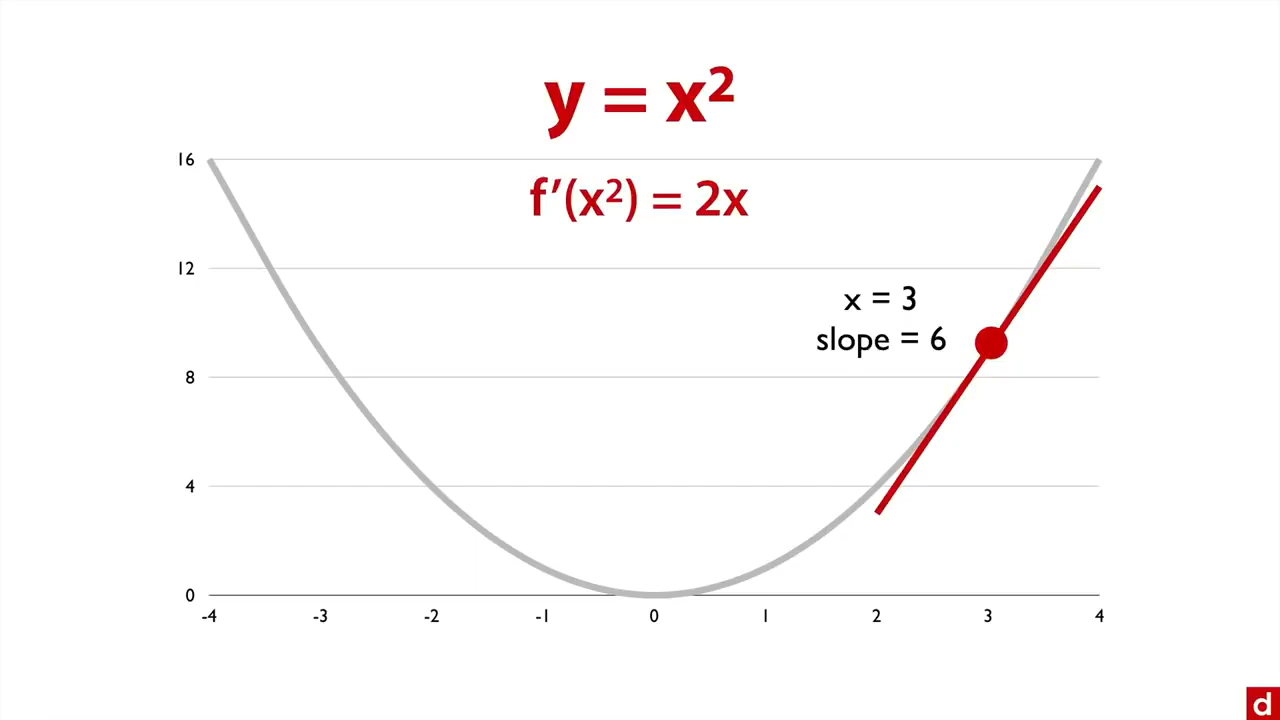 y = x²
f′(x²) = 2x
16
12
x = 3
slope = 6
8
4
0
-4 -3 -2 -1 0 1 2 3 4
d